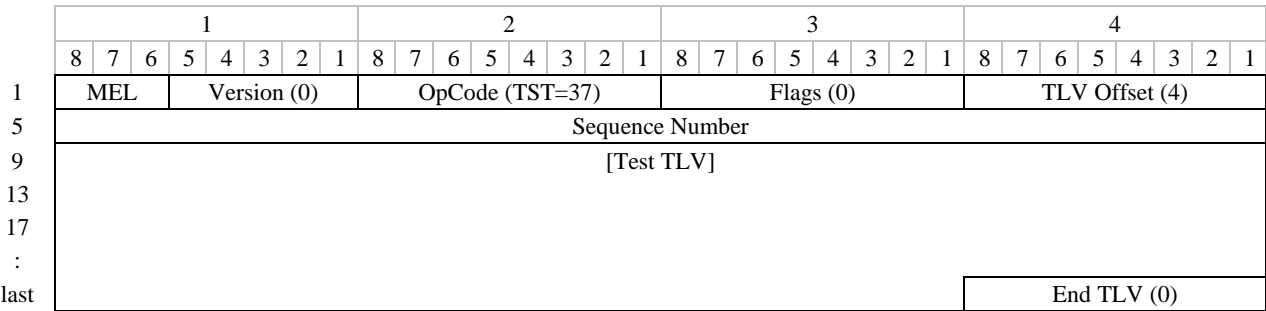 1 2 3 4
8 7 6 5 4 3 2 1 8 7 6 5 4 3 2 1 8 7 6 5 4 3 2 1 8 7 6 5 4 3 2 1
1 MEL Version (0) OpCode (TST=37) Flags (0) TLV Offset (4)
5 Sequence Number
9 [Test TLV]
13
17
:
last End TLV (0)